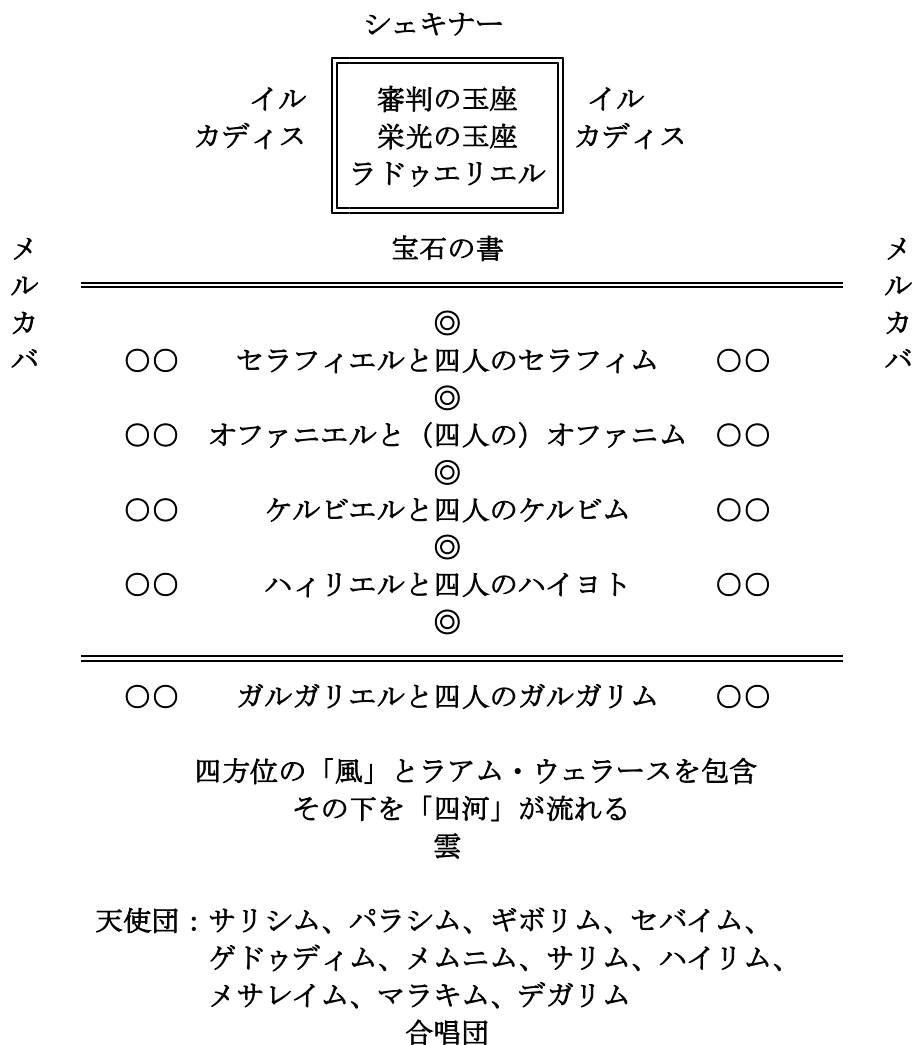 シェキナー
イル 審判の玉座 イル
カディス 栄光の玉座 カディス
ラドゥエリエル
宝石の書
メルカバ
メルカバ
◎
〇〇 セラフィエルと四人のセラフィム 〇〇
◎
〇〇 オファニエルと（四人の）オファニム 〇〇
◎
〇〇 ケルビエルと四人のケルビム 〇〇
◎
〇〇 ハィリエルと四人のハイヨト 〇〇
◎
〇〇 ガルガリエルと四人のガルガリム 〇〇
四方位の「風」とラアム・ウェラースを包含
その下を「四河」が流れる
雲
天使団：サリシム、パラシム、ギボリム、セバイム、
ゲドゥディム、メムニム、サリム、ハイリム、
メサレイム、マラキム、デガリム
合唱団